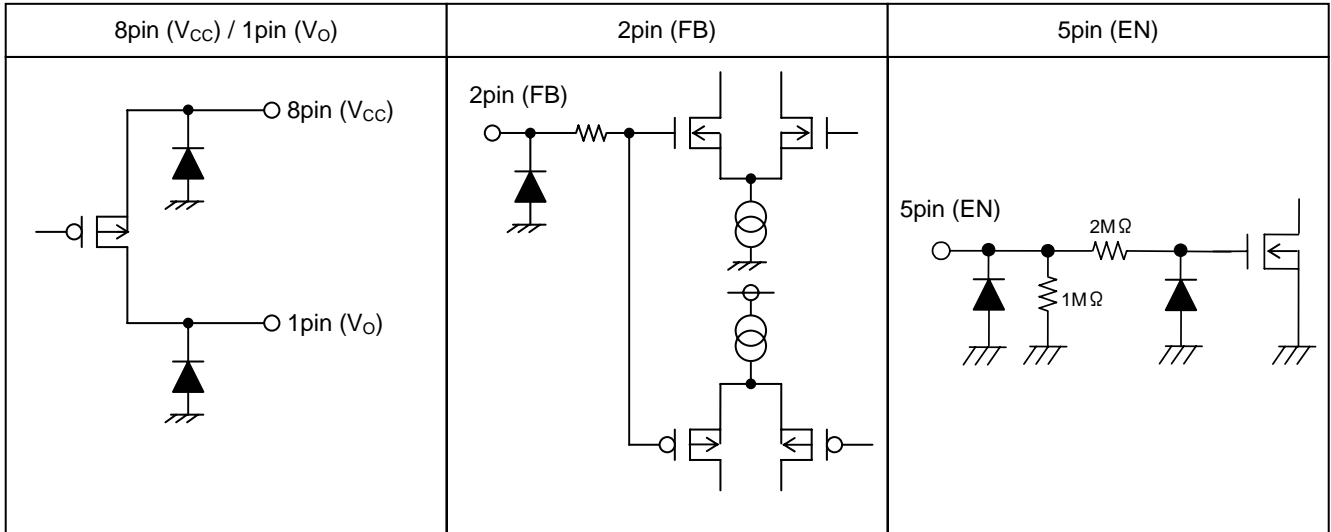 8pin (VCC) / 1pin (VO)
2pin (FB)
5pin (EN)
8pin (VCC)
1pin (VO)
2pin (FB)
5pin (EN)
2MΩ
1MΩ